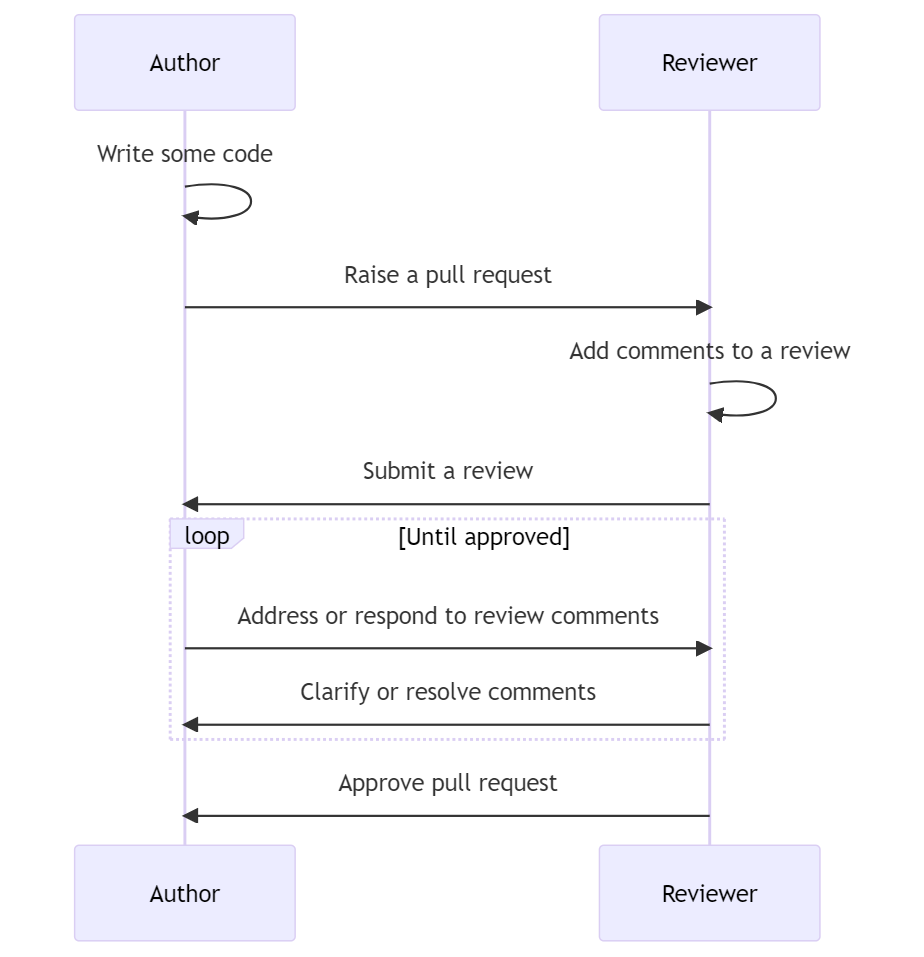 Author
Reviewer
Write some code
Raise a pull request
Add comments to a review
Submit a review
loop
[Until approved]
Address or respond to review comments
Clarify or resolve comments
Approve pull request
Author
Reviewer